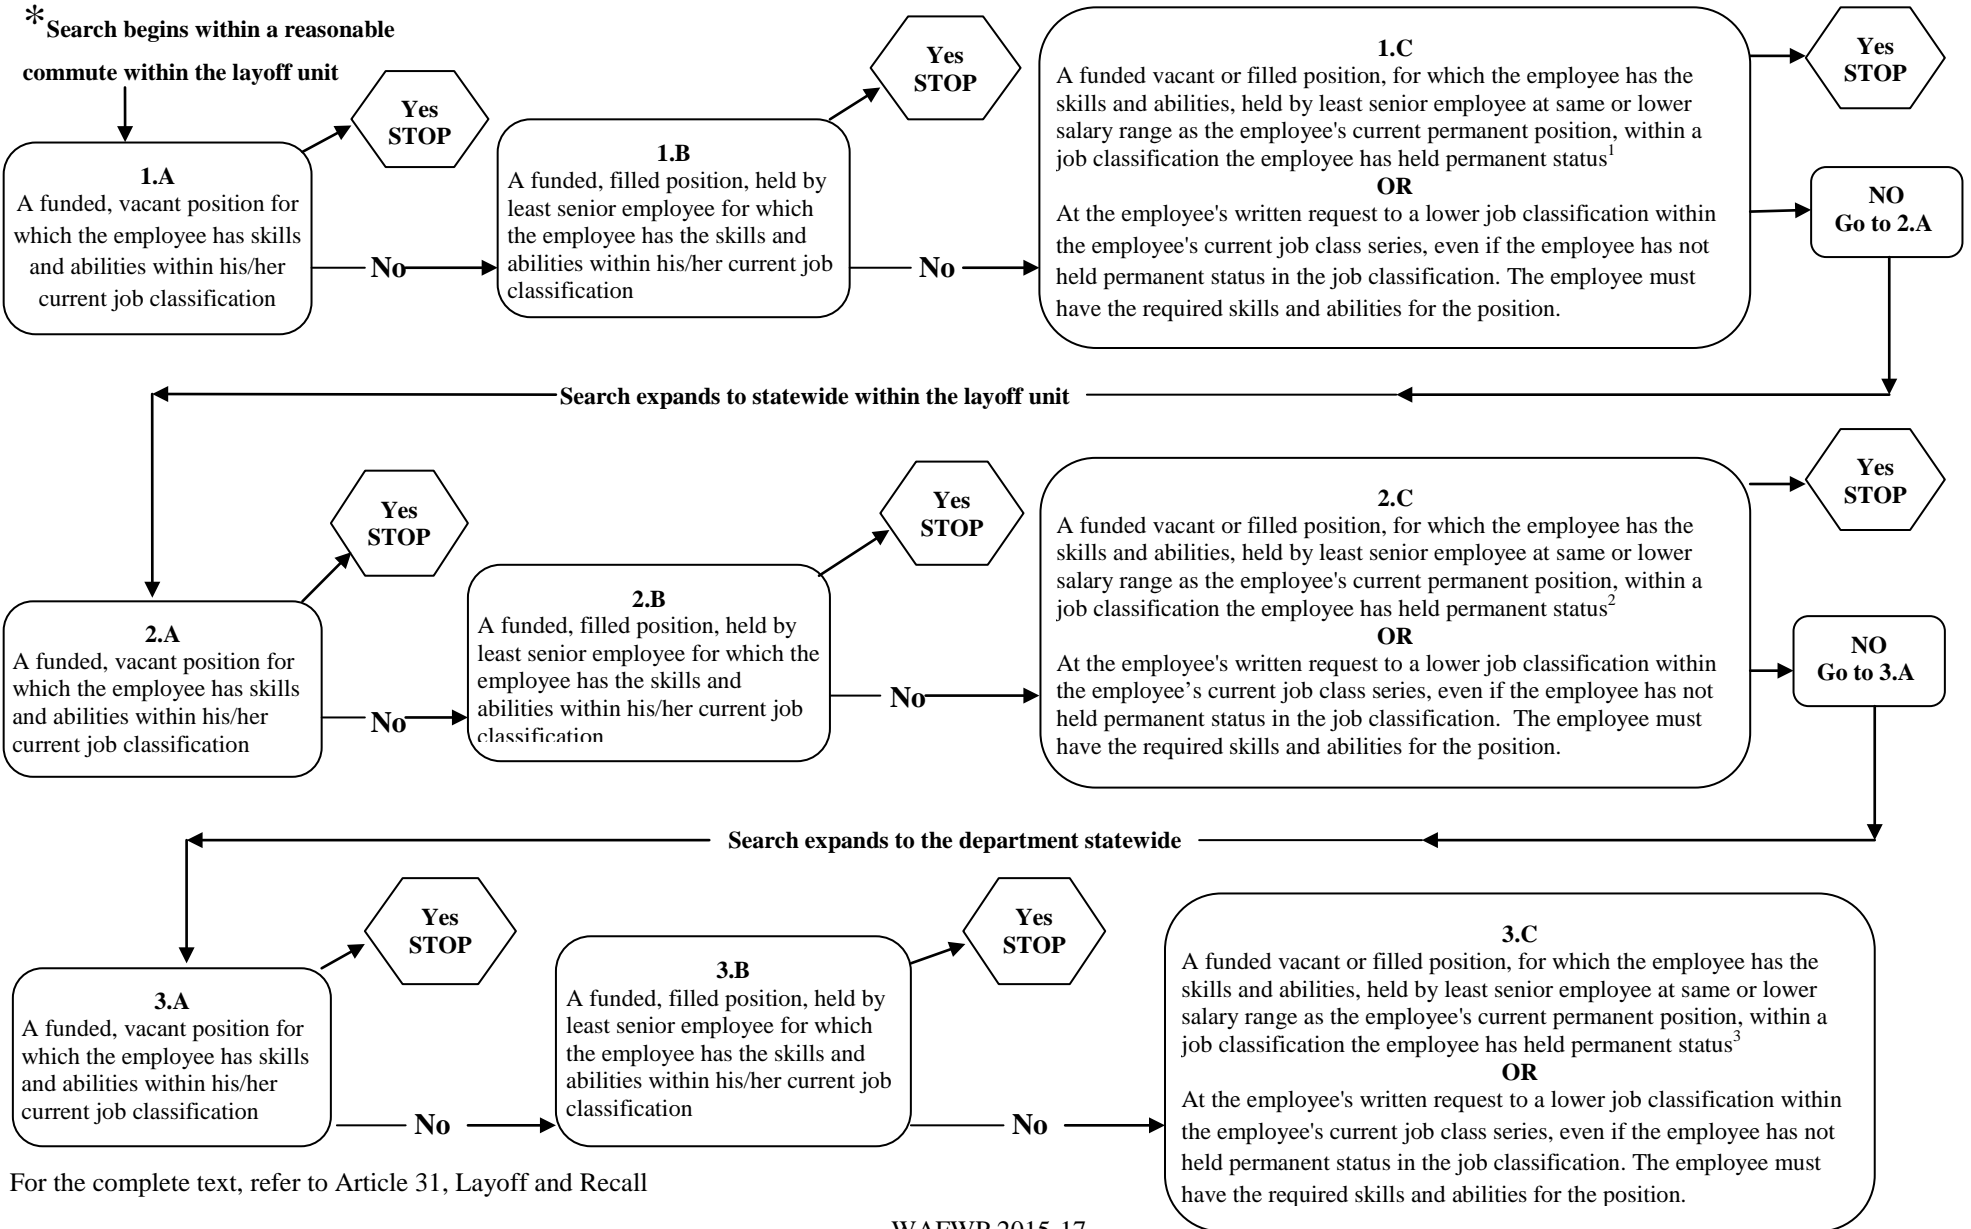 *Search begins within a reasonable
commute within the layoff unit
Yes
STOP
1.A
A funded, vacant position for
which the employee has skills
and abilities within his/her
current job classification
No
Yes
STOP
1.B
A funded, filled position, held by
least senior employee for which
the employee has the skills and
abilities within his/her current job
classification
No
1.C
A funded vacant or filled position, for which the employee has the
skills and abilities, held by least senior employee at same or lower
salary range as the employee's current permanent position, within a
job classification the employee has held permanent status1
OR
At the employee's written request to a lower job classification within
the employee's current job class series, even if the employee has not
held permanent status in the job classification. The employee must
have the required skills and abilities for the position.
Yes
STOP
NO
Go to 2.A
Search expands to statewide within the layoff unit
Yes
STOP
2.A
A funded, vacant position for
which the employee has skills
and abilities within his/her
current job classification
No
Yes
STOP
2.B
A funded, filled position, held by
least senior employee for which the
employee has the skills and
abilities within his/her current job
classification
No
2.C
A funded vacant or filled position, for which the employee has the
skills and abilities, held by least senior employee at same or lower
salary range as the employee's current permanent position, within a
job classification the employee has held permanent status2
OR
At the employee's written request to a lower job classification within
the employee’s current job class series, even if the employee has not
held permanent status in the job classification.  The employee must
have the required skills and abilities for the position.
Yes
STOP
NO
Go to 3.A
Search expands to the department statewide
Yes
STOP
3.A
A funded, vacant position for
which the employee has skills
and abilities within his/her
current job classification
No
Yes
STOP
3.B
A funded, filled position, held by
least senior employee for which
the employee has the skills and
abilities within his/her current job
classification
No
3.C
A funded vacant or filled position, for which the employee has the
skills and abilities, held by least senior employee at same or lower
salary range as the employee's current permanent position, within a
job classification the employee has held permanent status3
OR
At the employee's written request to a lower job classification within
the employee's current job class series, even if the employee has not
held permanent status in the job classification. The employee must
have the required skills and abilities for the position.
For the complete text, refer to Article 31, Layoff and Recall
2015-17